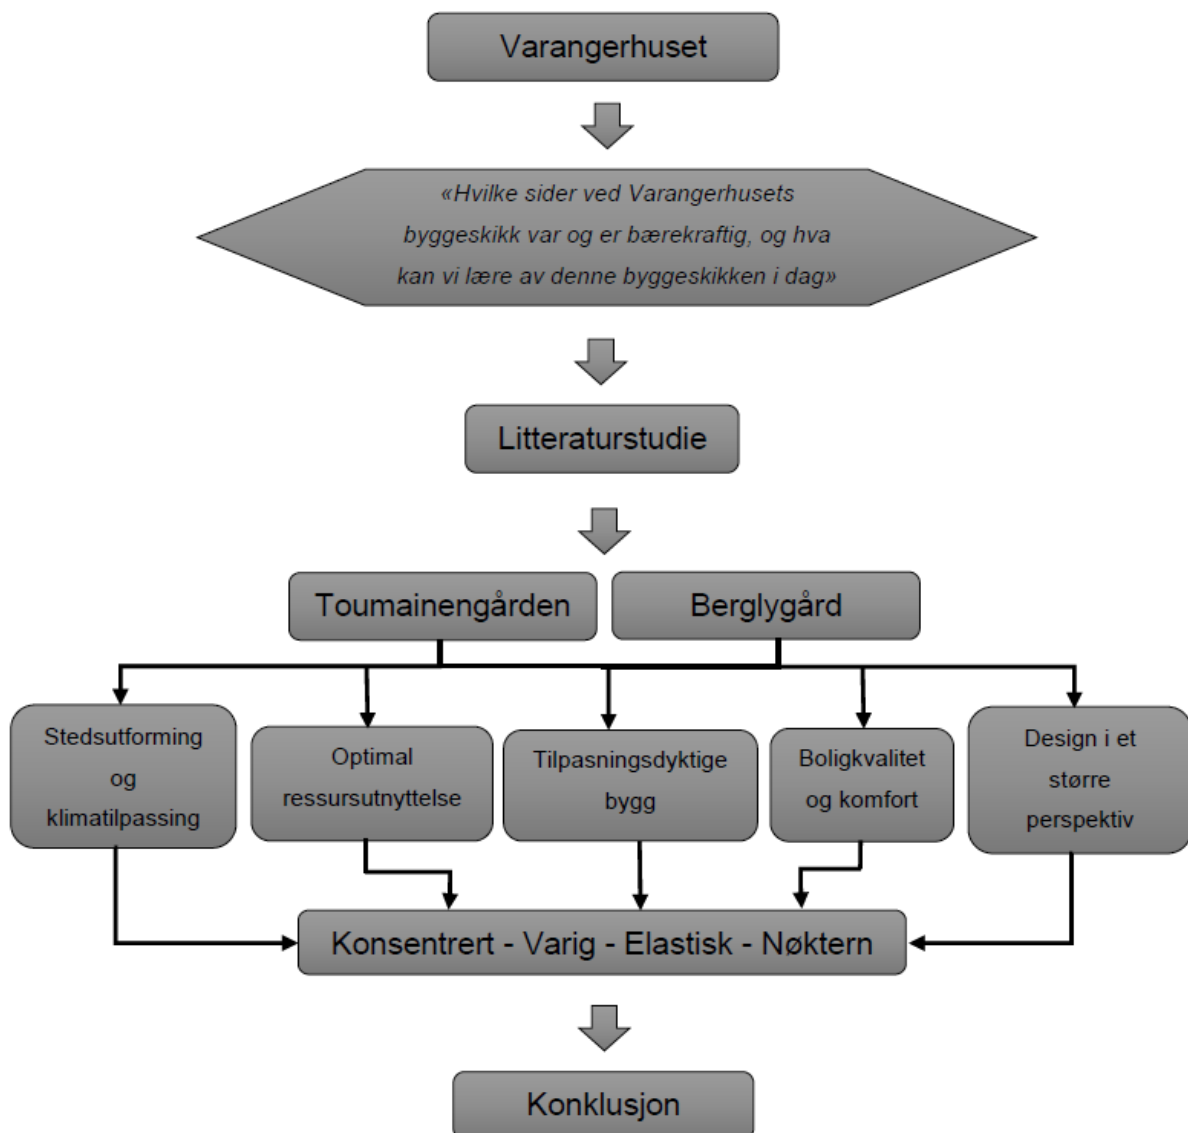 Varangerhuset
«Hvilke sider ved Varangerhusets
byggeskikk var og er bærekraftig, og hva
kan vi lære av denne byggeskikken i dag»
Litteraturstudie
Toumainengården
Berglygård
Stedsutforming
og
klimatilpassing
Optimal
ressursutnyttelse
Tilpasningsdyktige
bygg
Boligkvalitet
og komfort
Design i et
større
perspektiv
Konsentrert - Varig - Elastisk - Nøktern
Konklusjon